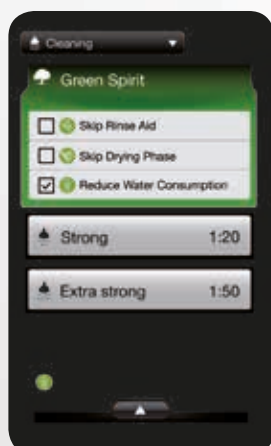 Cleaning
Green Spirit
Skip Rinse Aid
Skip Drying Phase
Reduce Water Consumption
Strong 1:20
Extra strong 1:50